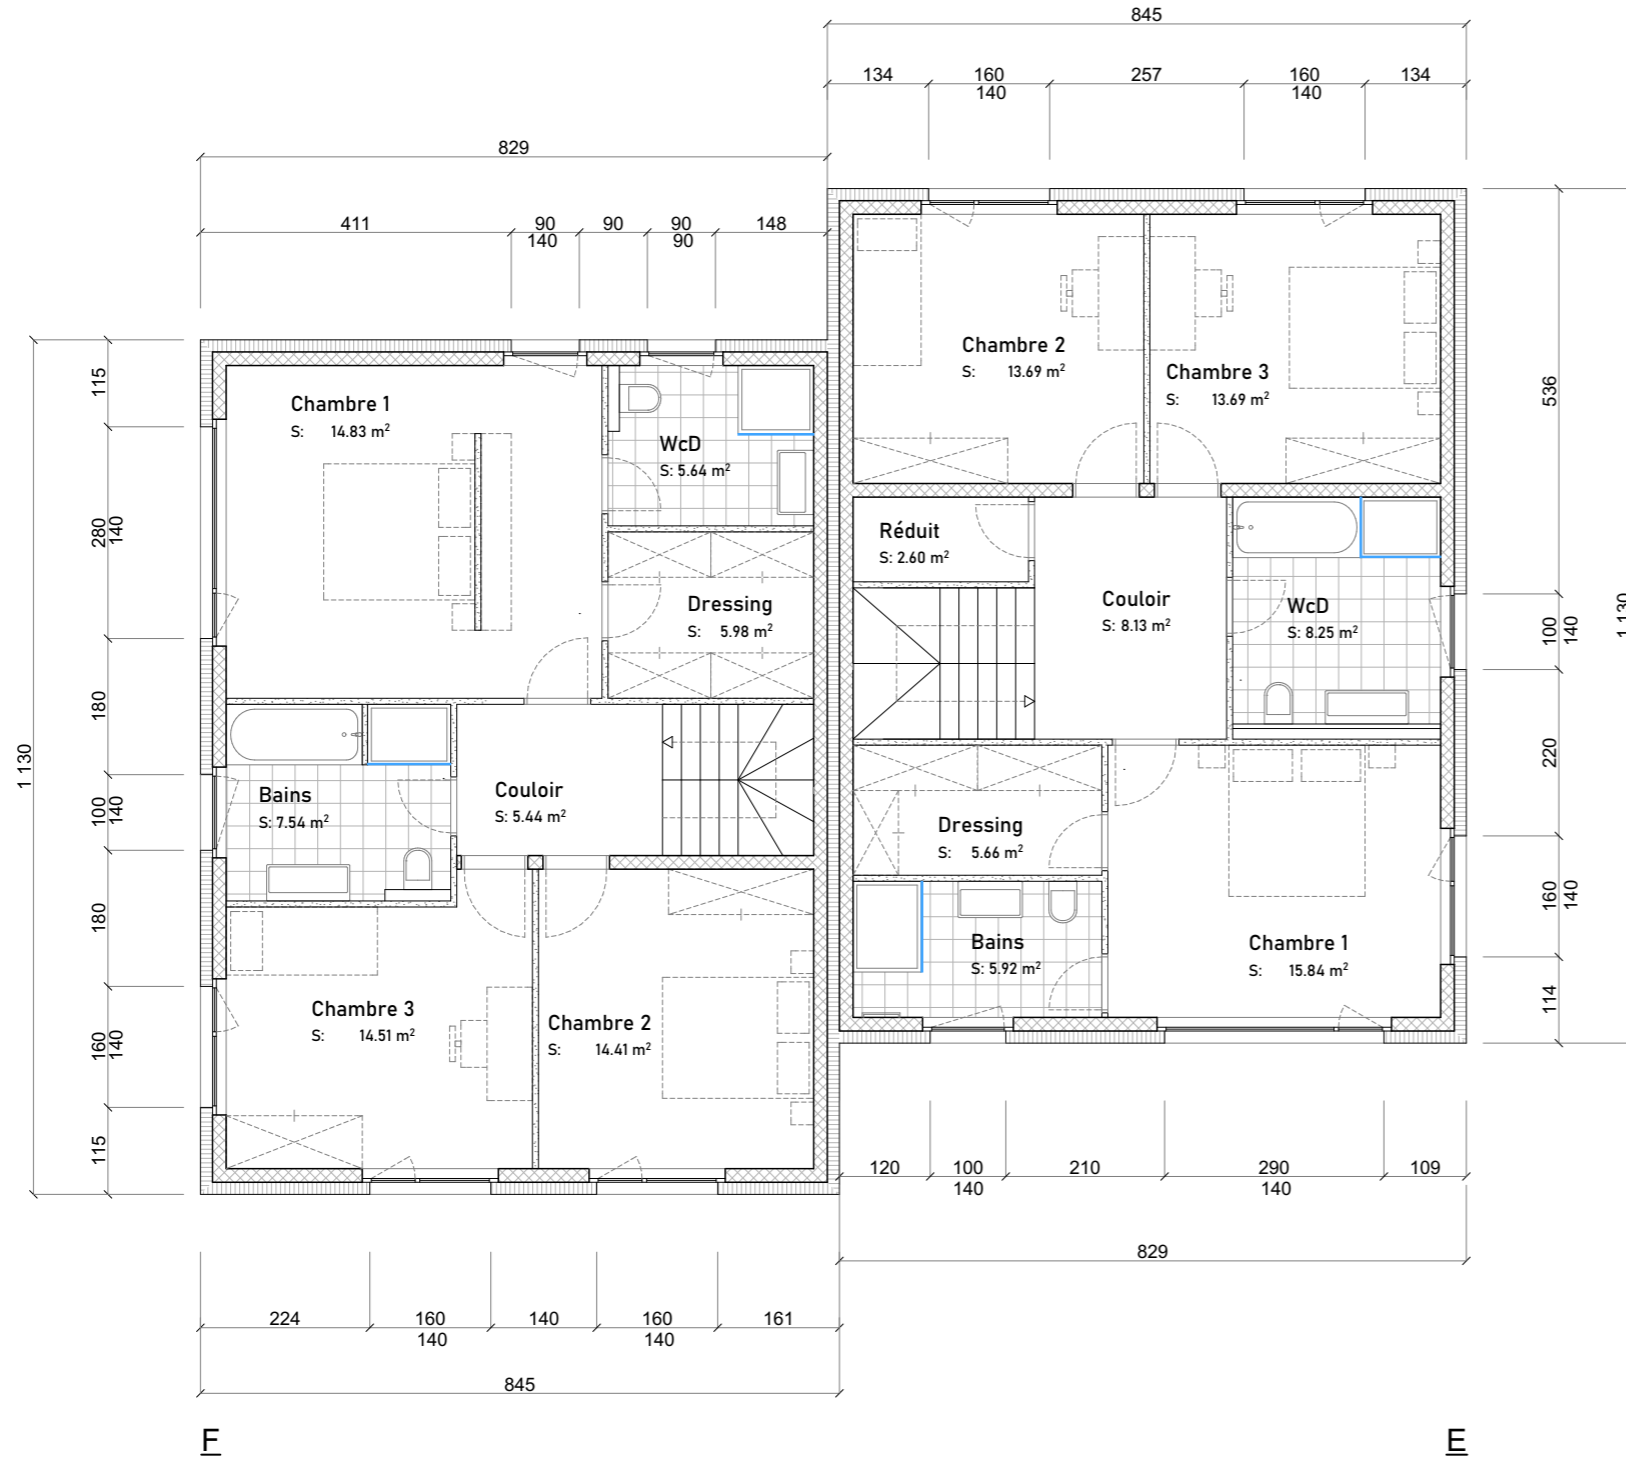 845
134 160 257 160 134
140 140
829
411 90 90 90 148
140 90
115
280
140
180
100
140
180
160
140
115
1 130
536
100
140
220
160
140
114
1 130
Chambre 1
S: 14.83 m²
WcD
S: 5.64 m²
Dressing
S: 5.98 m²
Bains
S: 7.54 m²
Couloir
S: 5.44 m²
Chambre 3
S: 14.51 m²
Chambre 2
S: 14.41 m²
Chambre 2
S: 13.69 m²
Chambre 3
S: 13.69 m²
Réduit
S: 2.60 m²
Couloir
S: 8.13 m²
WcD
S: 8.25 m²
Dressing
S: 5.66 m²
Bains
S: 5.92 m²
Chambre 1
S: 15.84 m²
120 100 210 290 109
140 140
829
224 160 140 160 161
140 140
845
F
E